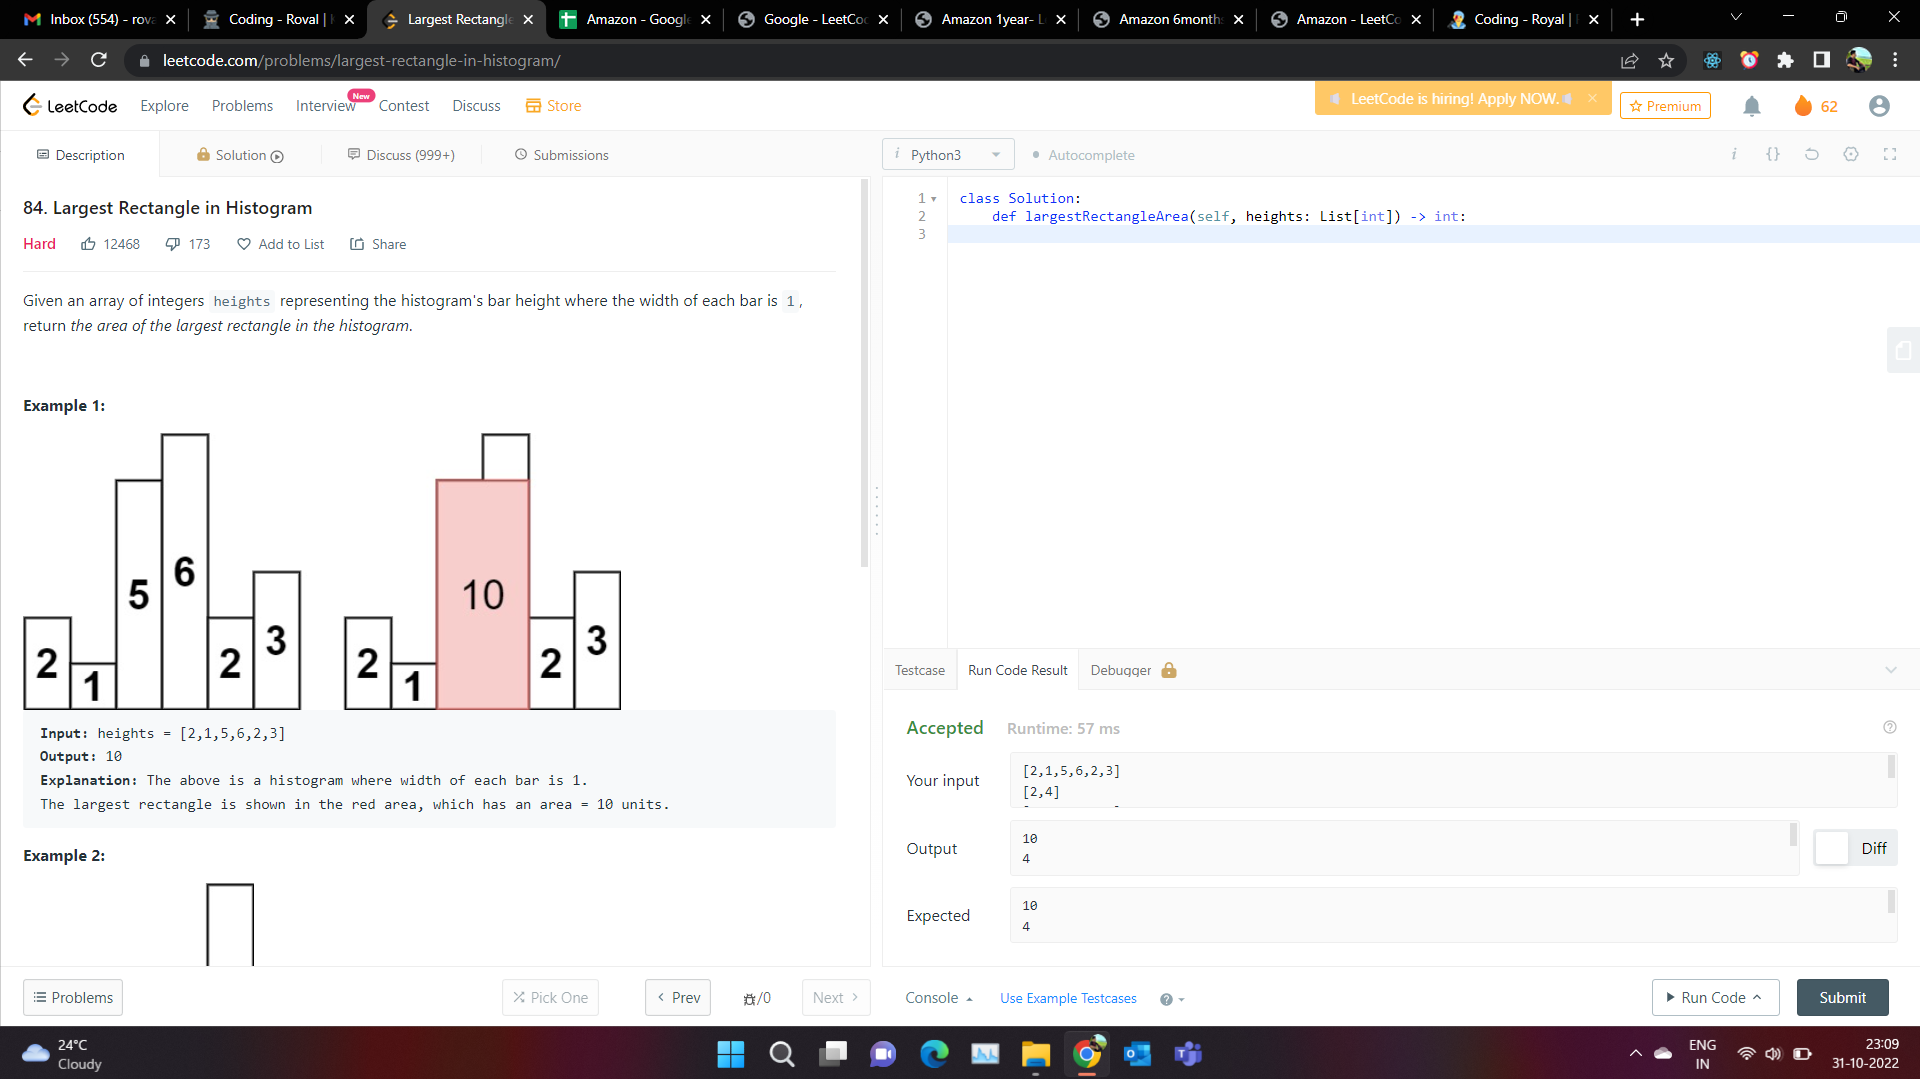 Inbox (554) - rova
Coding - Roval |
Largest Rectangle
Amazon - Google
Google - LeetCod
Amazon 1year- L
Amazon 6months
Amazon - LeetCo
Coding - Royal |
leetcode.com/problems/largest-rectangle-in-histogram/
LeetCode
Explore
Problems
Interview
New
Contest
Discuss
Store
LeetCode is hiring! Apply NOW.
Premium
62
Description
Solution
Discuss (999+)
Submissions
Python3
Autocomplete
84. Largest Rectangle in Histogram
Hard
12468
173
Add to List
Share
Given an array of integers heights representing the histogram's bar height where the width of each bar is 1 ,
return the area of the largest rectangle in the histogram.
Example 1:
2 1 5 6 2 3
2 1 10 2 3
Input: heights = [2,1,5,6,2,3]
Output: 10
Explanation: The above is a histogram where width of each bar is 1.
The largest rectangle is shown in the red area, which has an area = 10 units.
Example 2:
1 class Solution:
2 def largestRectangleArea(self, heights: List[int]) -> int:
3
Testcase
Run Code Result
Debugger
Accepted
Runtime: 57 ms
Your input
[2,1,5,6,2,3]
[2,4]
Output
10
4
Diff
Expected
10
4
Problems
Pick One
Prev
/0
Next
Console
Use Example Testcases
Run Code
Submit
24°C
Cloudy
ENG
IN
23:09
31-10-2022